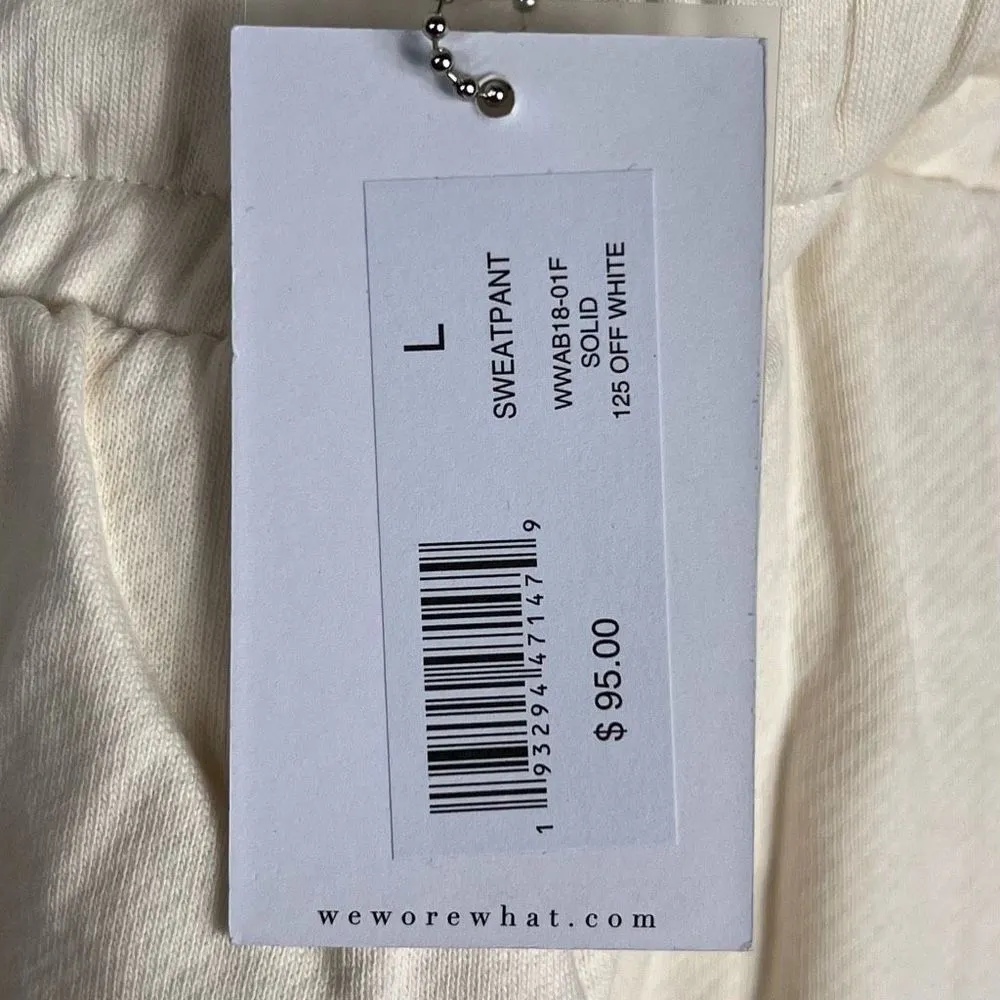 L
SWEATPANT
WWAB18-01F
SOLID
125 OFF WHITE
1 93294 47147 9
$ 95.00
weworewhat.com